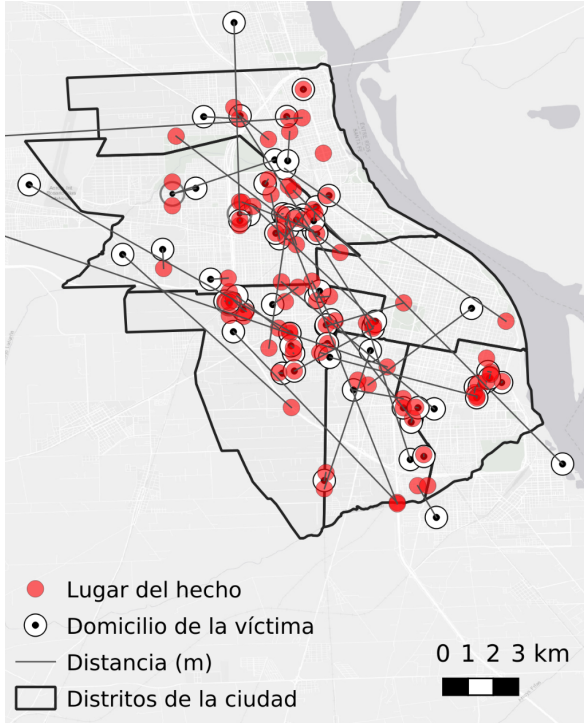 Lugar del hecho
Domicilio de la víctima
Distancia (m)
Distritos de la ciudad
0 1 2 3 km